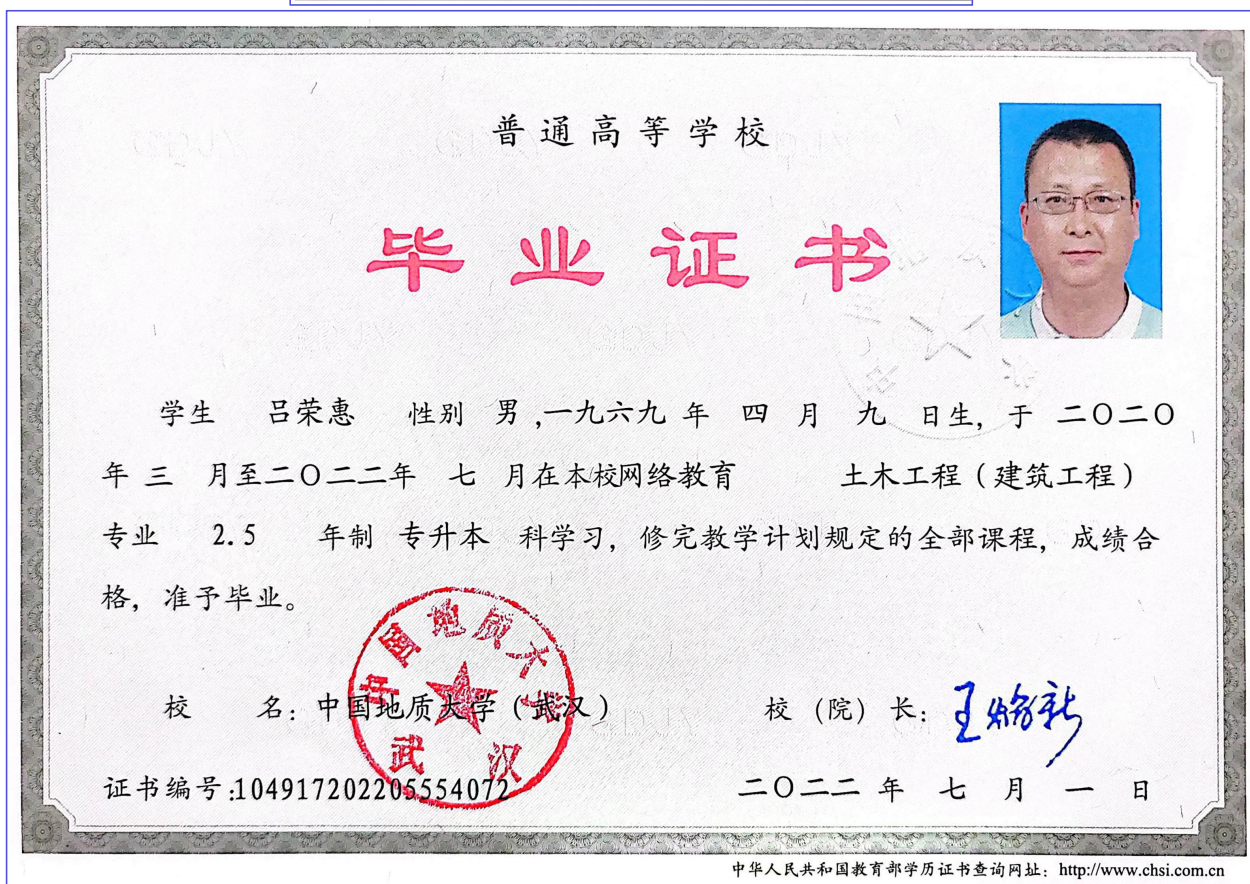 普通高等学校
毕业证书
学生 吕荣惠 性别 男 ,一九六九 年 四 月 九 日生, 于 二〇二〇
年 三 月至二〇二二年 七 月在本校网络教育 土木工程 (建筑工程)
专业 2.5 年制 专升本 科学习, 修完教学计划规定的全部课程, 成绩合
格, 准予毕业。
中国地质大学
武汉
校 名: 中国地质大学 (武汉) 校 (院) 长: 王焰新
证书编号:104917202205554072 二〇二二 年 七 月 一 日
中华人民共和国教育部学历证书查询网址: http://www.chsi.com.cn